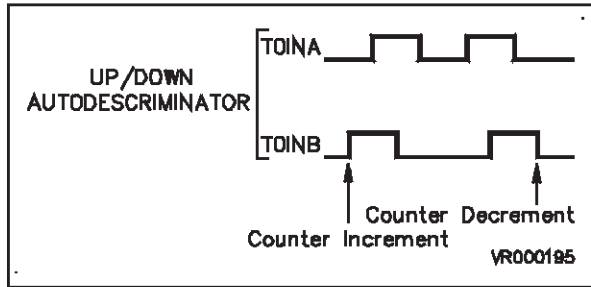 TOINA
UP/DOWN
AUTODESCRIMINATOR
TOINB
Counter Decrement
Counter Increment
VR000195